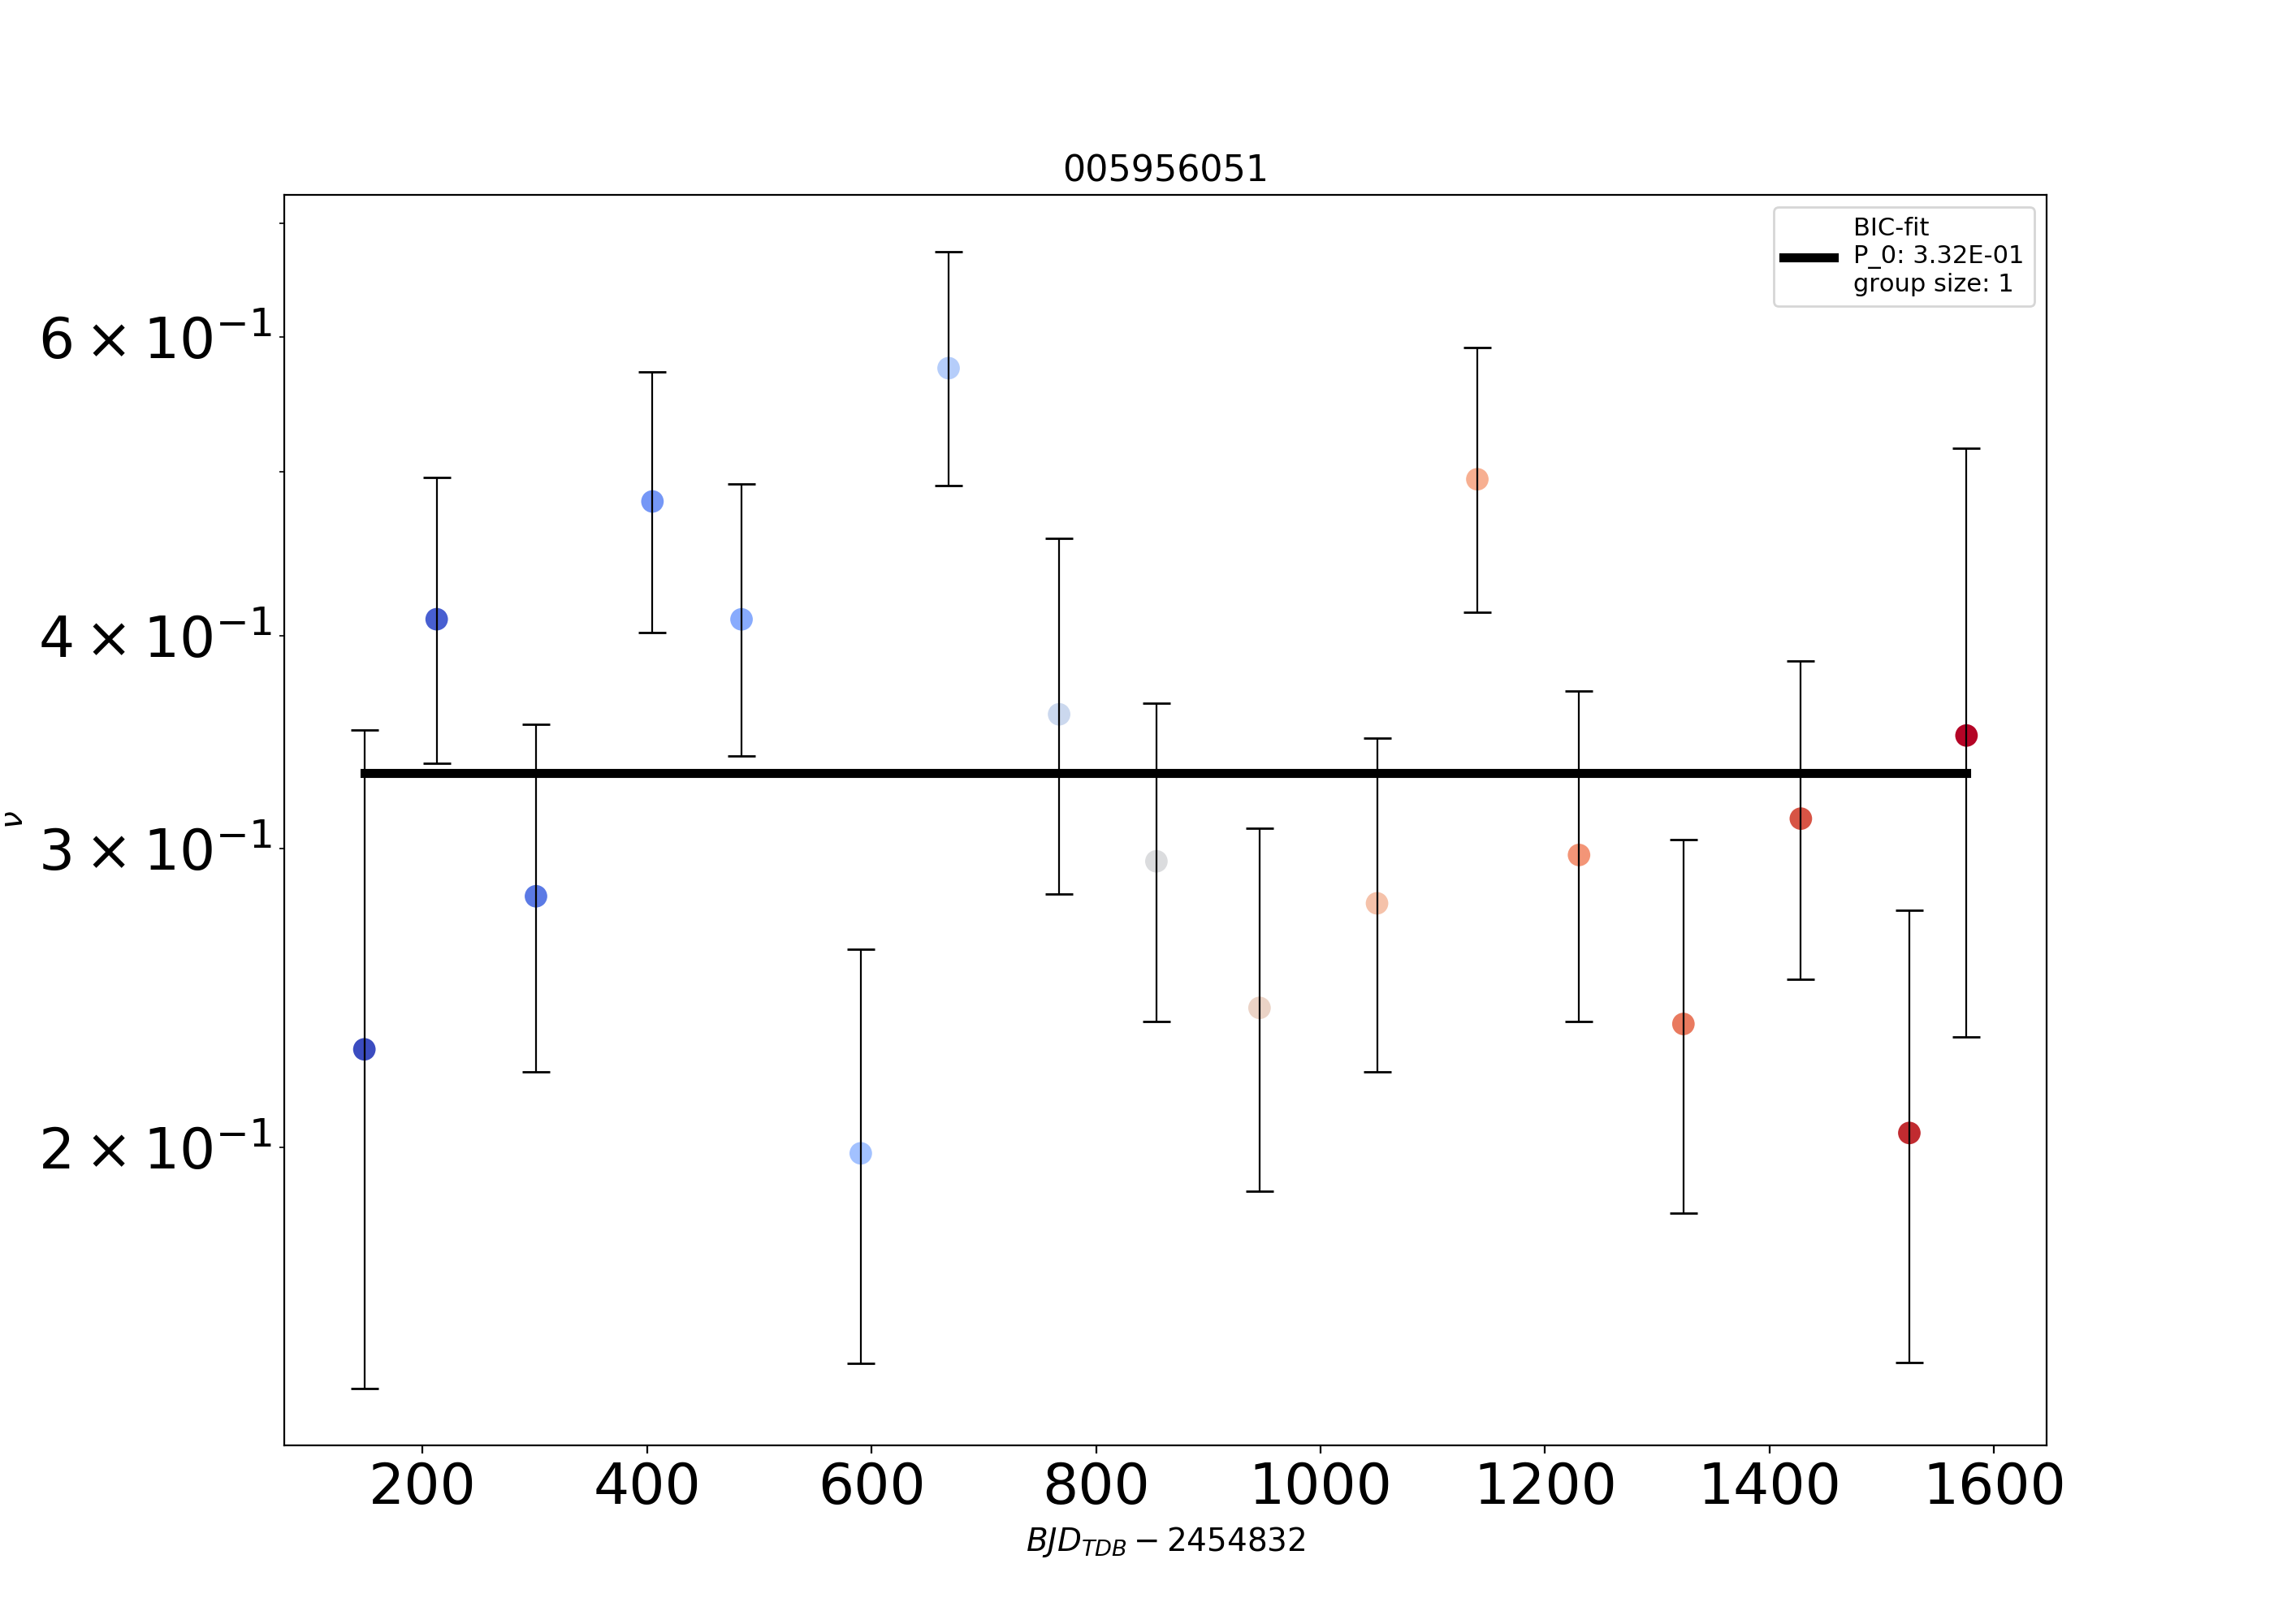 005956051
BIC-fit
P_0: 3.32E-01
group size: 1
6 × 10⁻¹
4 × 10⁻¹
3 × 10⁻¹
2 × 10⁻¹
ν
200 400 600 800 1000 1200 1400 1600
BJD_TDB − 2454832